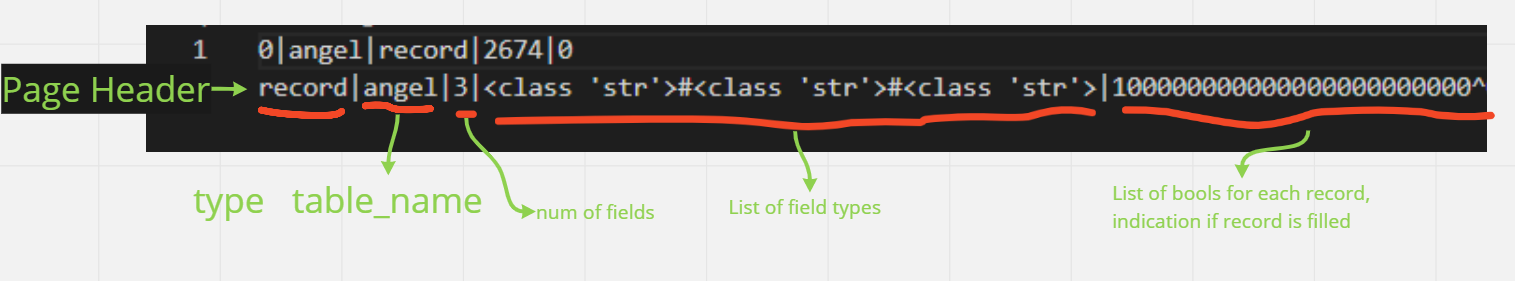 1 0|angel|record|2674|0
Page Header record|angel|3|<class 'str'>#<class 'str'>#<class 'str'>|1000000000000000000000000^
type table_name
num of fields
List of field types
List of bools for each record,
indication if record is filled